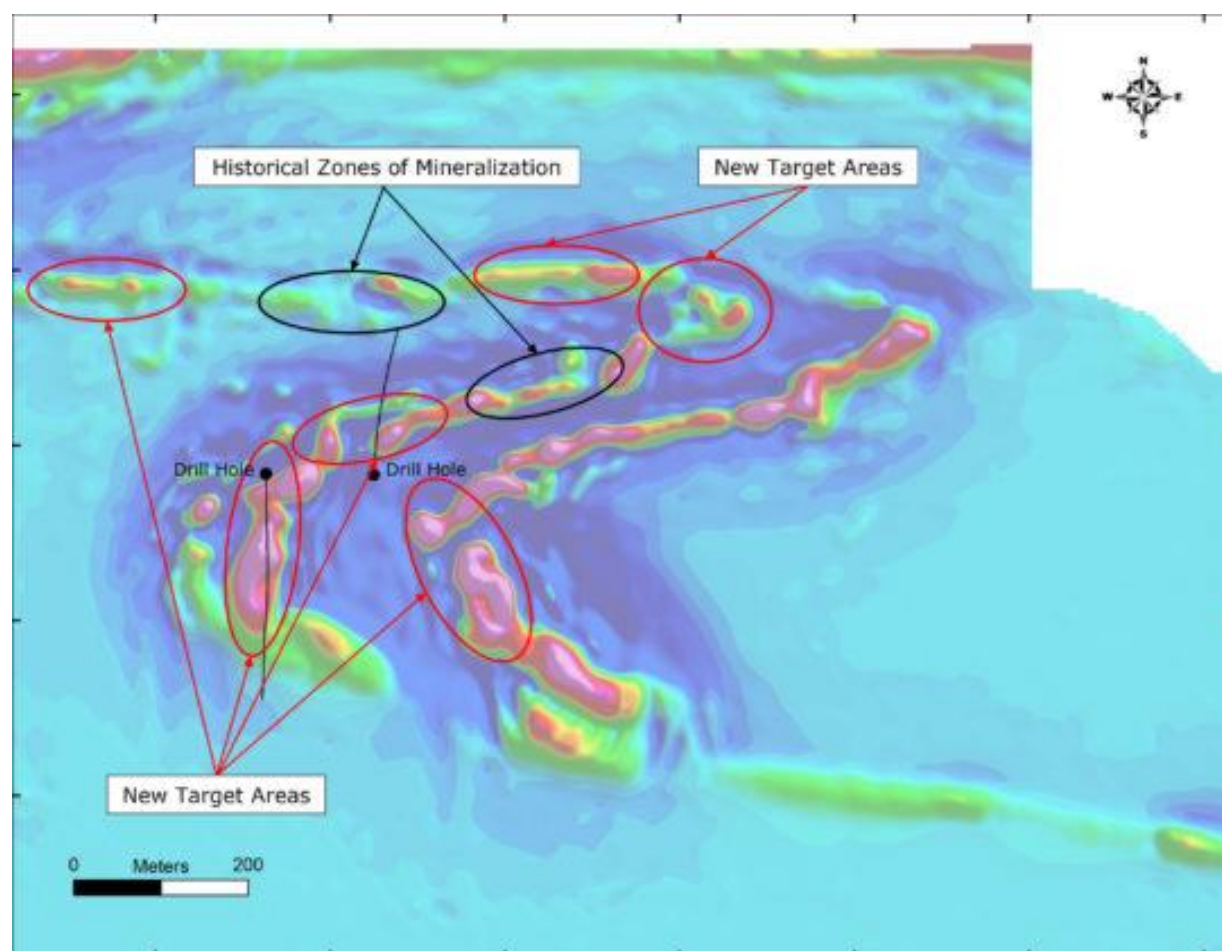 N
W E
S
Historical Zones of Mineralization
New Target Areas
Drill Hole
Drill Hole
New Target Areas
0 Meters 200